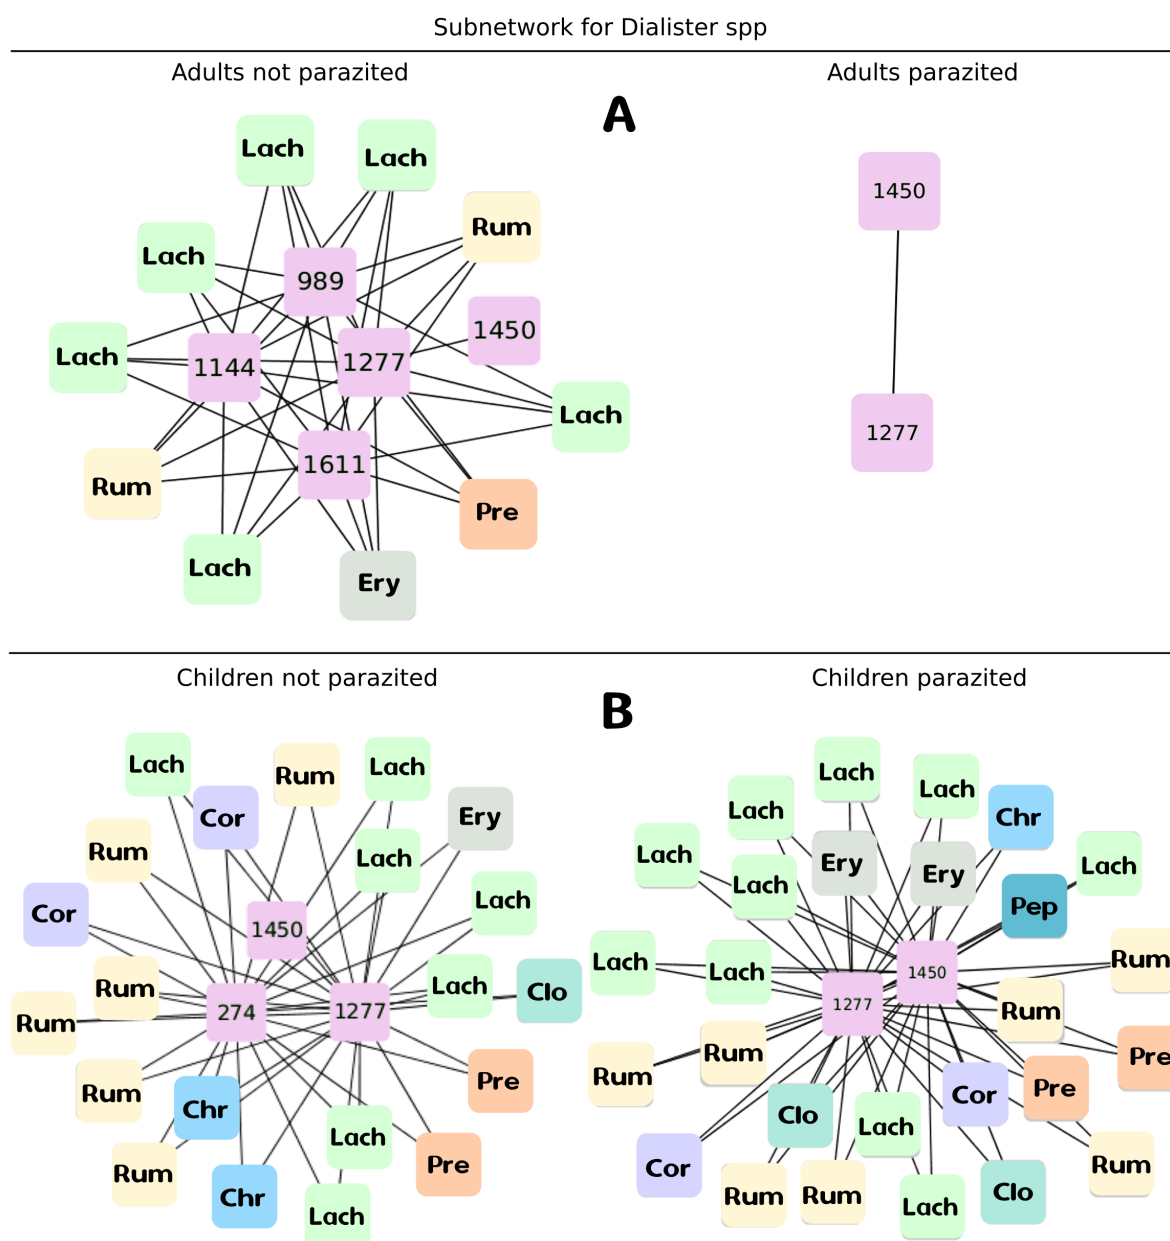 Subnetwork for Dialister spp
Adults not parazited
Adults parazited
A
Lach
Lach
Rum
Lach
989
1450
Lach
1144
1277
Lach
1611
Rum
Pre
Lach
Ery
1450
1277
Children not parazited
Children parazited
B
Lach
Rum
Lach
Cor
Ery
Rum
Lach
Cor
Lach
1450
Rum
Lach
Clo
Rum
274
1277
Rum
Pre
Chr
Lach
Rum
Pre
Chr
Lach
Lach
Lach
Lach
Chr
Lach
Ery
Ery
Lach
Lach
Pep
Lach
Lach
1450
Rum
1277
Rum
Rum
Pre
Rum
Clo
Cor
Pre
Lach
Cor
Rum
Rum
Rum
Lach
Clo